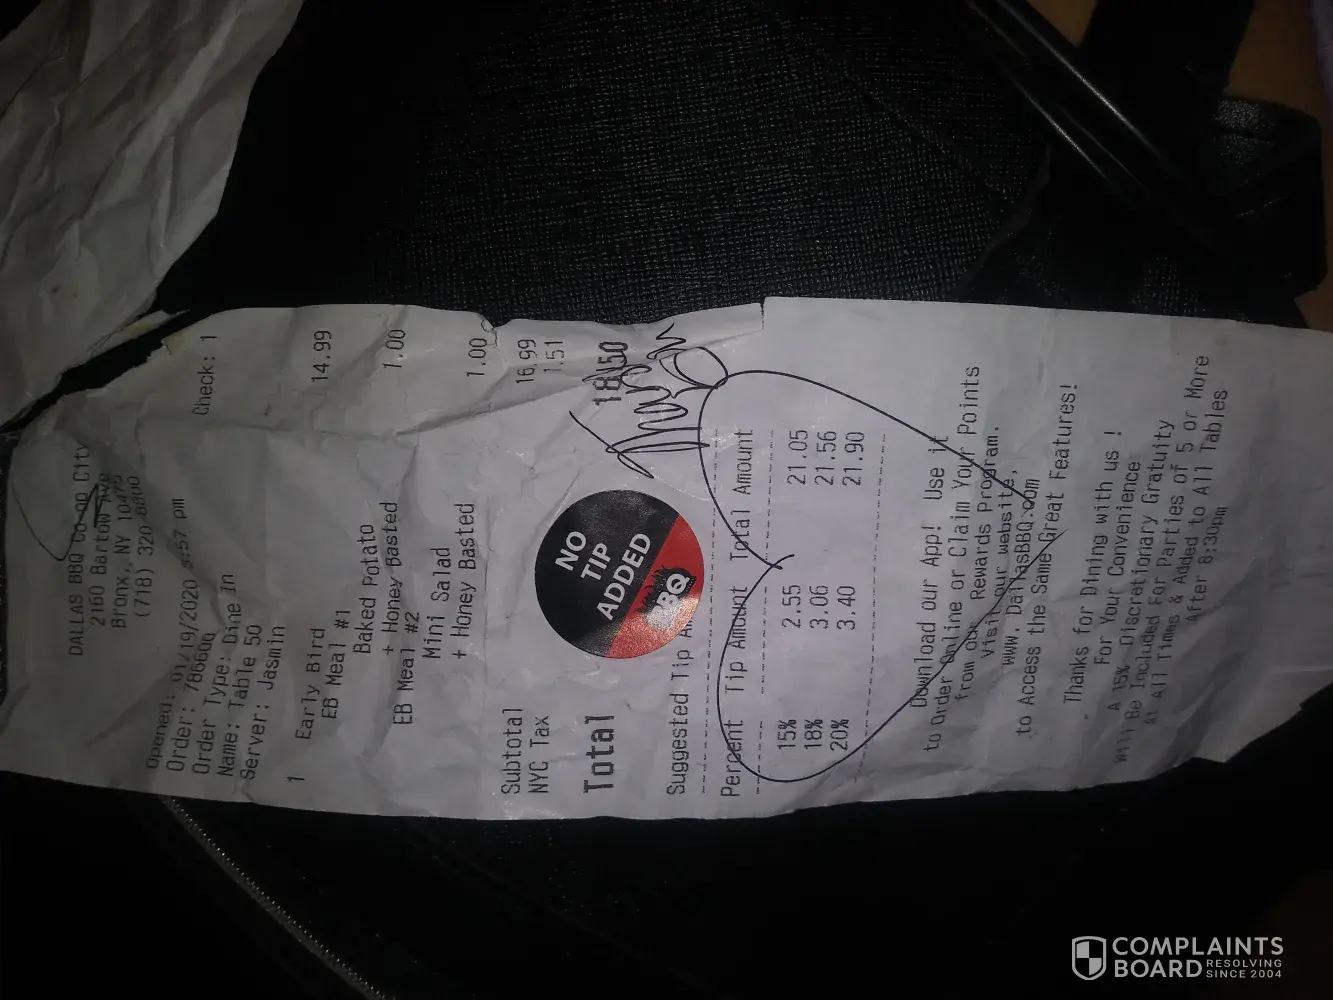 DALLAS BBQ Co-op City
2160 Bartow Ave
Bronx, NY 10475
(718) 320-8800
Check: 1
Opened: 01/19/2020 5:57 pm
Order Type: Dine In
Name: Table 50
Server: Jasmin
1 Early Bird 14.99
EB Meal #1
Baked Potato
+ Honey Basted 1.00
EB Meal #2
Mini Salad
+ Honey Basted 1.00
Subtotal 16.99
NYC Tax 1.51
Total 18.50
NO
TIP
ADDED
BBQ
Suggested Tip
Percent Tip Amount Total Amount
15% 2.55 21.05
18% 3.06 21.56
20% 3.40 21.90
Download our App! Use it
to Order Online or Claim Your Points
from our Rewards Program.
Visit our website,
www.DallasBBQ.com
to Access the Same Great Features!
Thanks for Dining with us !
For Your Convenience
A 15% Discretionary Gratuity
Will Be Included For Parties of 5 or More
At All Times & Added to All Tables
After 8:30pm
COMPLAINTS
BOARD RESOLVING
SINCE 2004